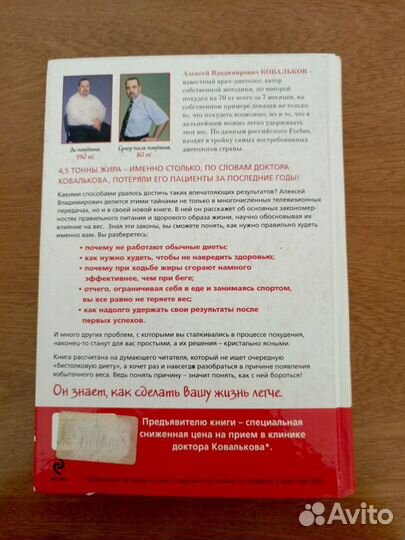 Алексей Владимирович КОВАЛЬКОВ –
известный врач-диетолог, автор
собственной методики, по которой
похудел на 70 кг всего за 7 месяцев, на
собственном примере доказав не только
то, что похудеть возможно, но и то, что в
дальнейшем можно легко удерживать
этот вес. По данным российского Forbes,
входит в тройку самых востребованных
диетологов страны.
До похудения,
150 кг
Сразу после похудения,
80 кг
4,5 ТОННЫ ЖИРА – ИМЕННО СТОЛЬКО, ПО СЛОВАМ ДОКТОРА
КОВАЛЬКОВА, ПОТЕРЯЛИ ЕГО ПАЦИЕНТЫ ЗА ПОСЛЕДНИЕ ГОДЫ!
Какими способами удалось достичь таких впечатляющих результатов? Алексей
Владимирович делится этими тайнами не только в многочисленных телевизионных
передачах, но и в своей новой книге. В ней он расскажет об основных закономер-
ностях правильного питания и здорового образа жизни, научно обосновывая их
влияние на вес. Зная эти законы, вы сможете понять, как нужно правильно худеть
именно вам. Вы разберетесь:
• почему не работают обычные диеты;
• как нужно худеть, чтобы не навредить здоровью;
• почему при ходьбе жиры сгорают намного
эффективнее, чем при беге;
• отчего, ограничивая себя в еде и занимаясь спортом,
вы все равно не теряете вес;
• как надолго удержать свои результаты после
первых успехов.
И много других проблем, с которыми вы сталкивались в процессе похудения,
наконец-то станут для вас простыми, а их решения – кристально ясными.
Книга рассчитана на думающего читателя, который не ищет очередную
«бестолковую диету», а хочет раз и навсегда разобраться в причине появления
избыточного веса. Ведь понять причину – значит понять, как с ней бороться!
Он знает, как сделать Вашу жизнь легче.
Предъявителю книги – специальная
сниженная цена на прием в клинике
доктора Ковалькова*.
Avito